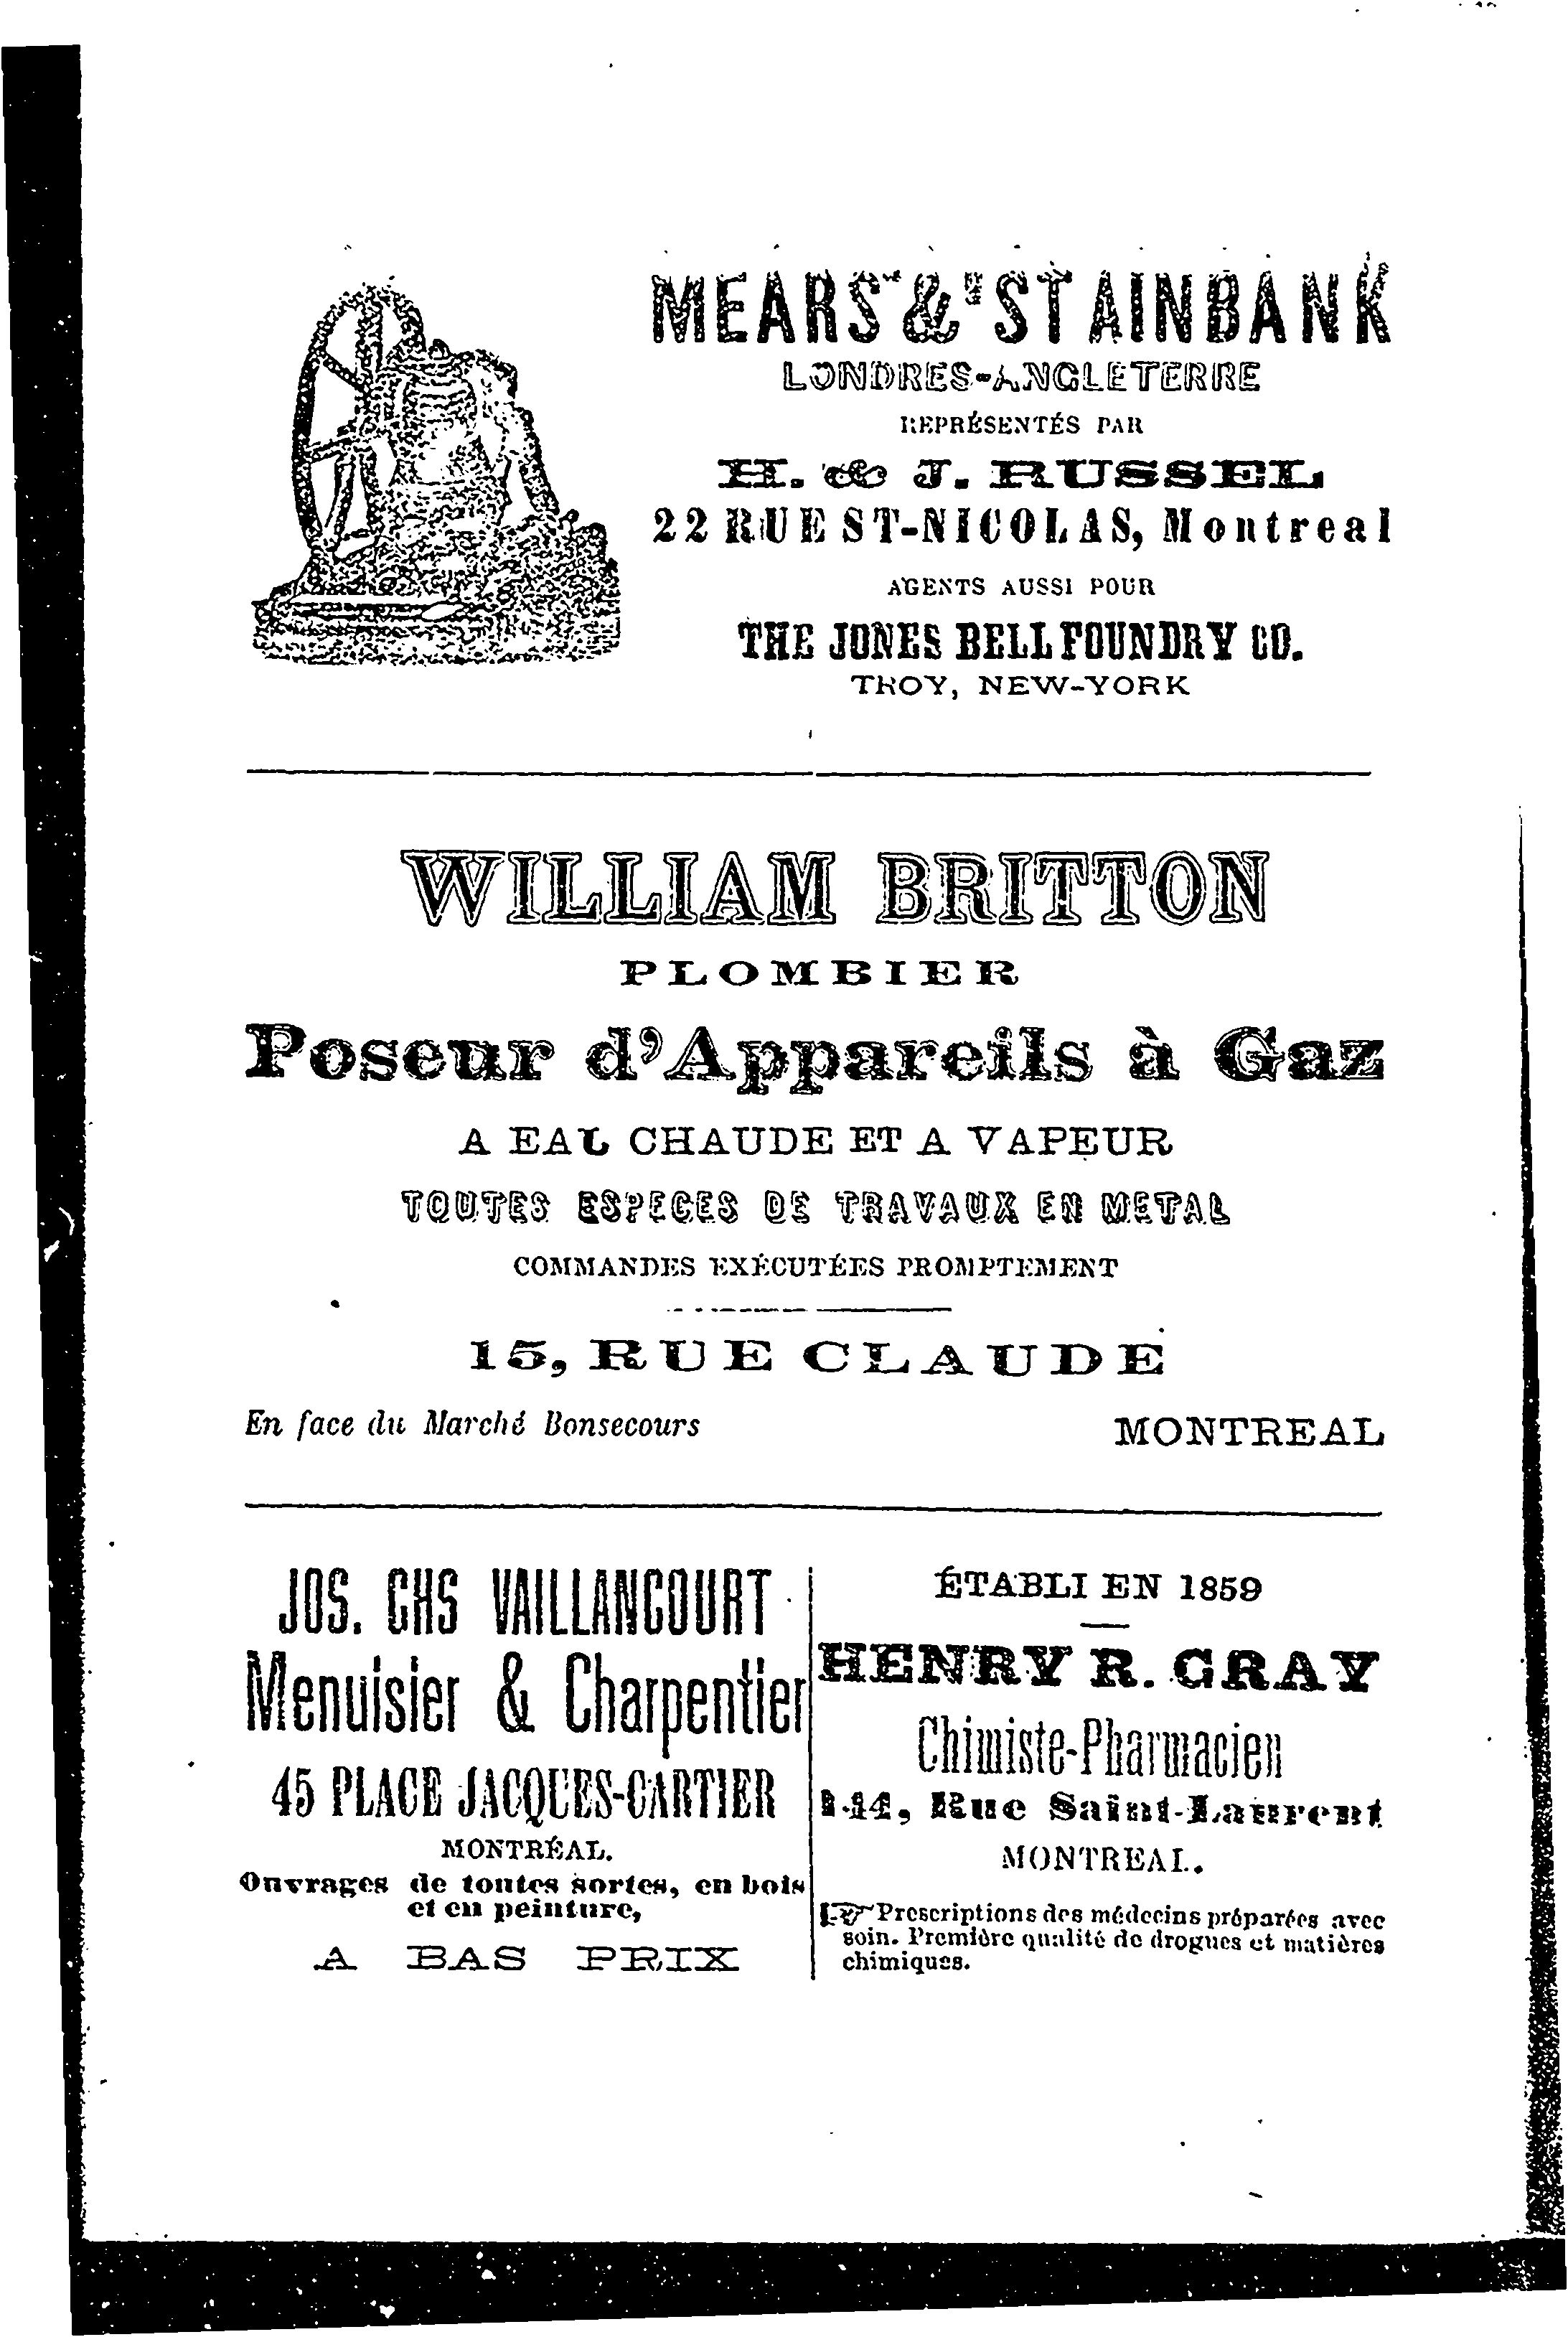 MEARS & STAINBANK
LONDRES-ANGLETERRE
REPRÉSENTÉS PAR
H. & J. RUSSEL
22 RUE ST-NICOLAS, Montreal
AGENTS AUSSI POUR
THE JONES BELL FOUNDRY CO.
TROY, NEW-YORK
WILLIAM BRITTON
PLOMBIER
Poseur d'Appareils à Gaz
A EAU CHAUDE ET A VAPEUR
TOUTES ESPECES DE TRAVAUX EN METAL
COMMANDES EXÉCUTÉES PROMPTEMENT
15, RUE CLAUDE
En face du Marché Bonsecours
MONTREAL
JOS. CHS VAILLANCOURT
Menuisier & Charpentier
45 PLACE JACQUES-CARTIER
MONTRÉAL.
Ouvrages de toutes sortes, en bois
et en peinture,
A BAS PRIX
ÉTABLI EN 1859
HENRY R. GRAY
Chimiste-Pharmacien
144, Rue Saint-Laurent
MONTREAL.
☞ Prescriptions des médecins préparées avec
soin. Première qualité de drogues et matières
chimiques.